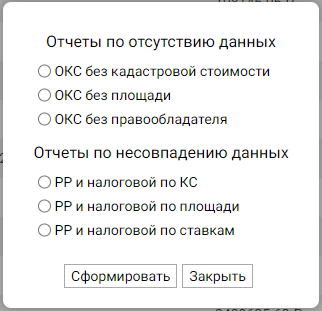 Отчеты по отсутствию данных
ОКС без кадастровой стоимости
ОКС без площади
ОКС без правообладателя
Отчеты по несовпадению данных
РР и налоговой по КС
РР и налоговой по площади
РР и налоговой по ставкам
Сформировать Закрыть